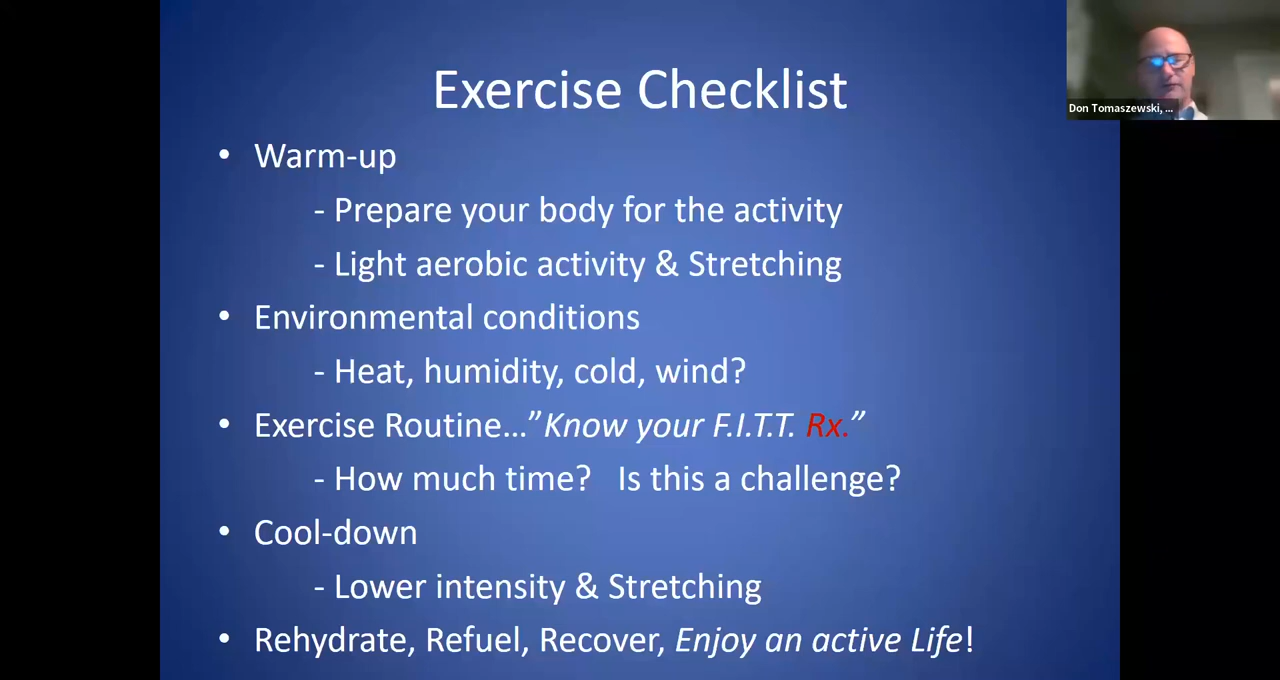 Exercise Checklist
Don Tomaszewski, ...
• Warm-up
- Prepare your body for the activity
- Light aerobic activity & Stretching
• Environmental conditions
- Heat, humidity, cold, wind?
• Exercise Routine…”Know your F.I.T.T. Rx.”
- How much time?   Is this a challenge?
• Cool-down
- Lower intensity & Stretching
• Rehydrate, Refuel, Recover, Enjoy an active Life!